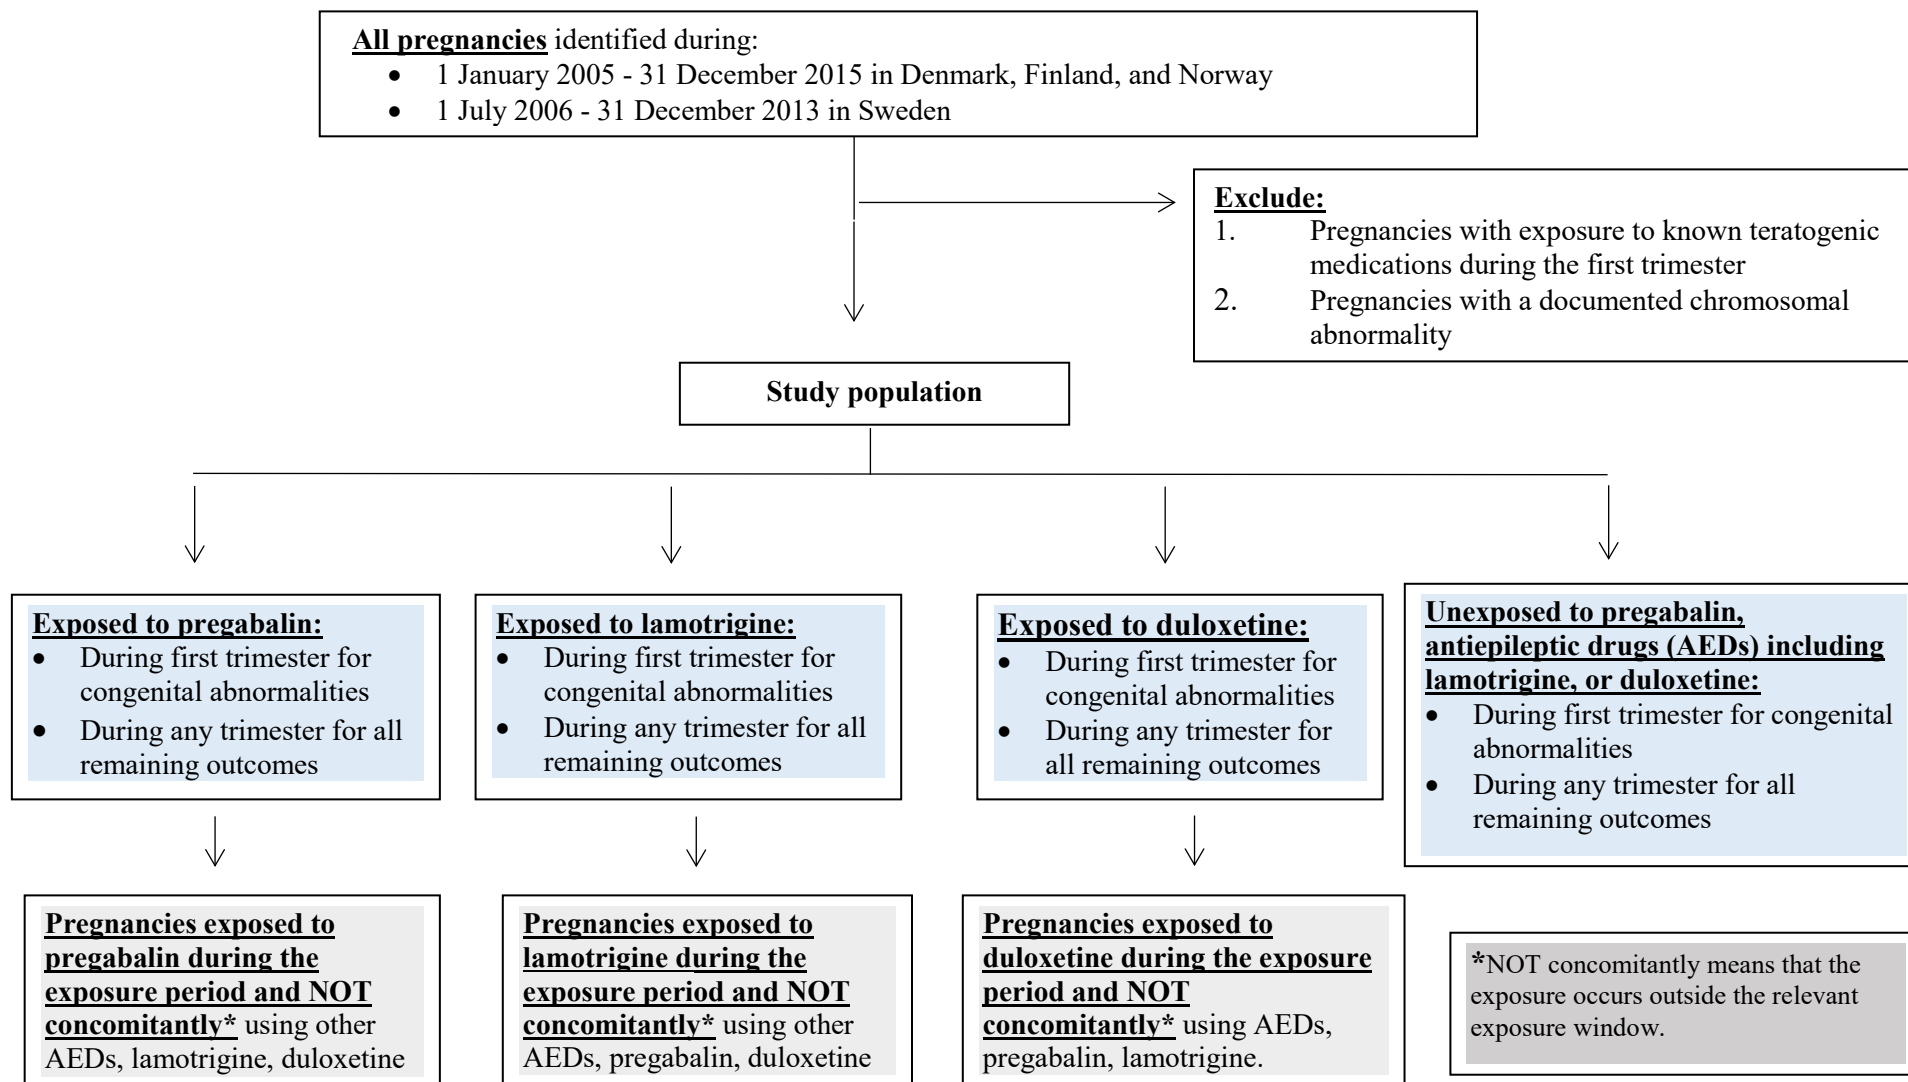 All pregnancies identified during:
• 1 January 2005 - 31 December 2015 in Denmark, Finland, and Norway
• 1 July 2006 - 31 December 2013 in Sweden
Exclude:
1. Pregnancies with exposure to known teratogenic
medications during the first trimester
2. Pregnancies with a documented chromosomal
abnormality
Study population
Exposed to pregabalin:
• During first trimester for
congenital abnormalities
• During any trimester for all
remaining outcomes
Exposed to lamotrigine:
• During first trimester for
congenital abnormalities
• During any trimester for all
remaining outcomes
Exposed to duloxetine:
• During first trimester for
congenital abnormalities
• During any trimester for
all remaining outcomes
Unexposed to pregabalin,
antiepileptic drugs (AEDs) including
lamotrigine, or duloxetine:
• During first trimester for congenital
abnormalities
• During any trimester for all
remaining outcomes
Pregnancies exposed to
pregabalin during the
exposure period and NOT
concomitantly* using other
AEDs, lamotrigine, duloxetine
Pregnancies exposed to
lamotrigine during the
exposure period and NOT
concomitantly* using other
AEDs, pregabalin, duloxetine
Pregnancies exposed to
duloxetine during the exposure
period and NOT
concomitantly* using AEDs,
pregabalin, lamotrigine.
*NOT concomitantly means that the
exposure occurs outside the relevant
exposure window.